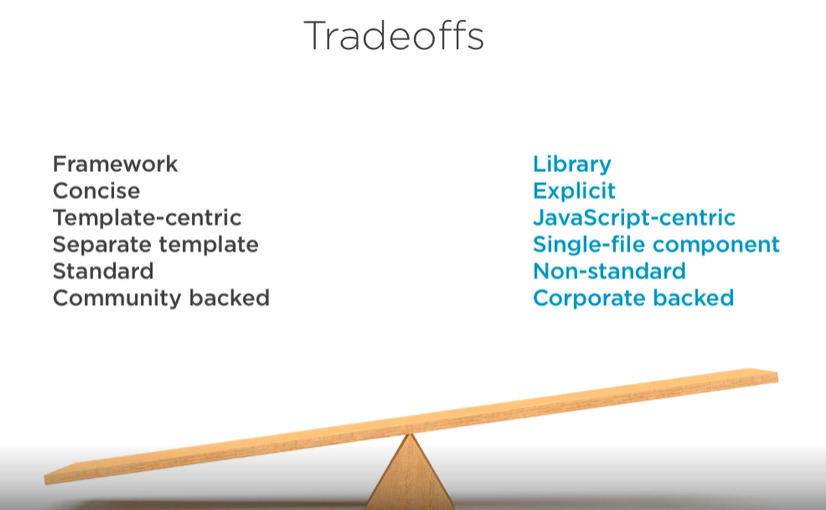 Tradeoffs
Framework
Concise
Template-centric
Separate template
Standard
Community backed
Library
Explicit
JavaScript-centric
Single-file component
Non-standard
Corporate backed